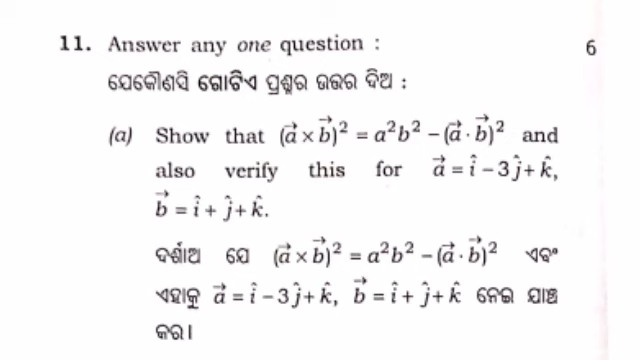 11. Answer any one question : 6
ଯେକୌଣସି ଗୋଟିଏ ପ୍ରଶ୍ନର ଉତ୍ତର ଦିଅ :
(a) Show that (a⃗ × b⃗)² = a²b² − (a⃗ · b⃗)² and
also verify this for a⃗ = î − 3ĵ + k̂,
b⃗ = î + ĵ + k̂.
ଦର୍ଶାଅ ଯେ (a⃗ × b⃗)² = a²b² − (a⃗ · b⃗)² ଏବଂ
ଏହାକୁ a⃗ = î − 3ĵ + k̂, b⃗ = î + ĵ + k̂ ନେଇ ଯାଞ୍ଚ
କର।